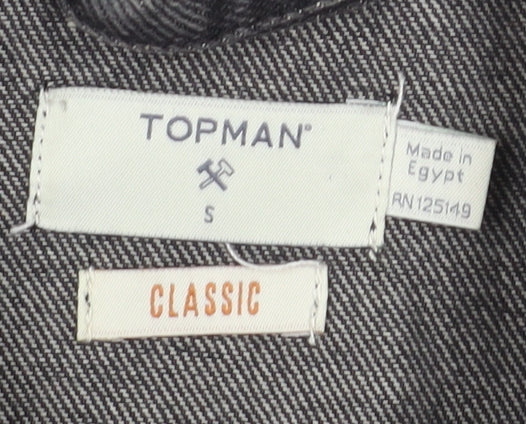 TOPMAN®
S
Made in
Egypt
RN125149
CLASSIC